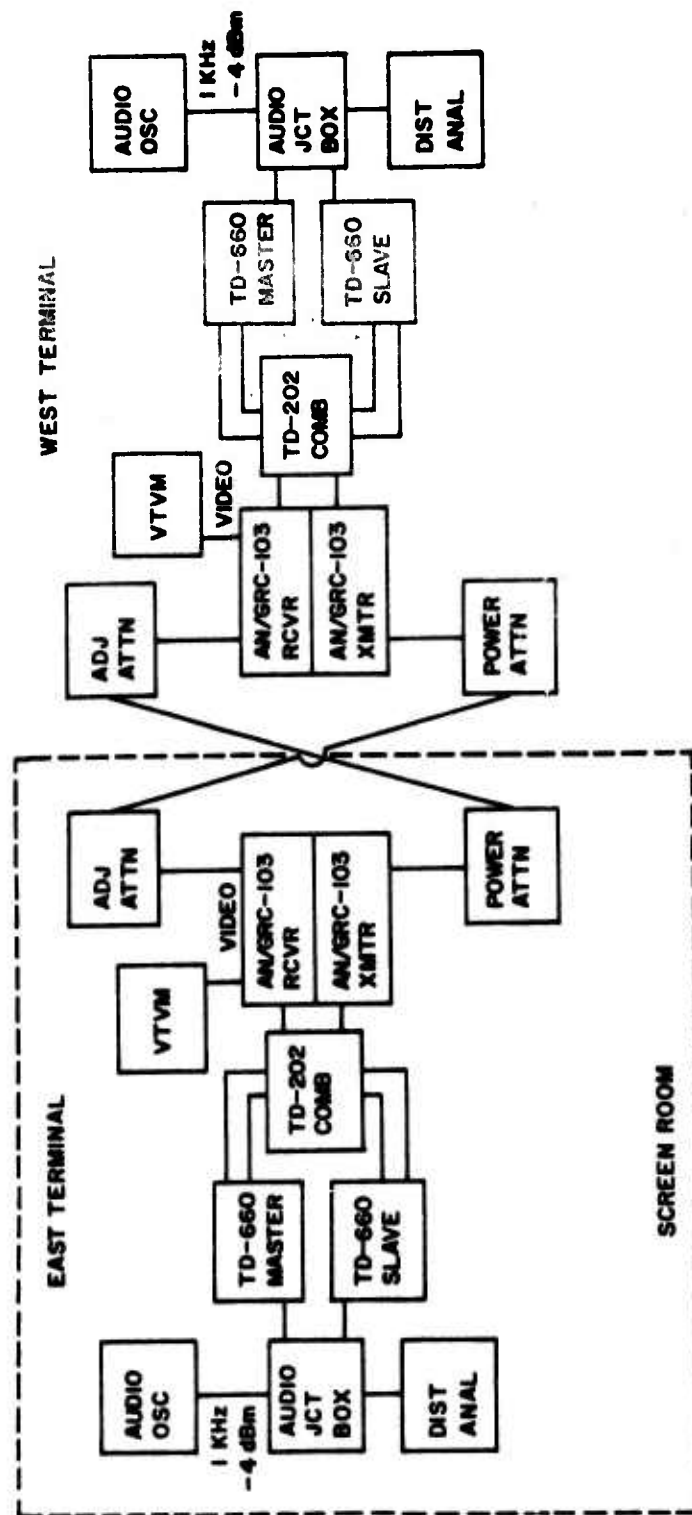 EAST TERMINAL
AUDIO
OSC
1 KHz
-4 dBm
AUDIO
JCT
BOX
DIST
ANAL
TD-660
MASTER
TD-660
SLAVE
TD-202
COMB
VTVM
VIDEO
AN/GRC-103
RCVR
AN/GRC-103
XMTR
ADJ
ATTN
POWER
ATTN
SCREEN ROOM
WEST TERMINAL
ADJ
ATTN
POWER
ATTN
VTVM
VIDEO
AN/GRC-103
RCVR
AN/GRC-103
XMTR
TD-202
COMB
TD-660
MASTER
TD-660
SLAVE
AUDIO
OSC
1 KHz
-4 dBm
AUDIO
JCT
BOX
DIST
ANAL